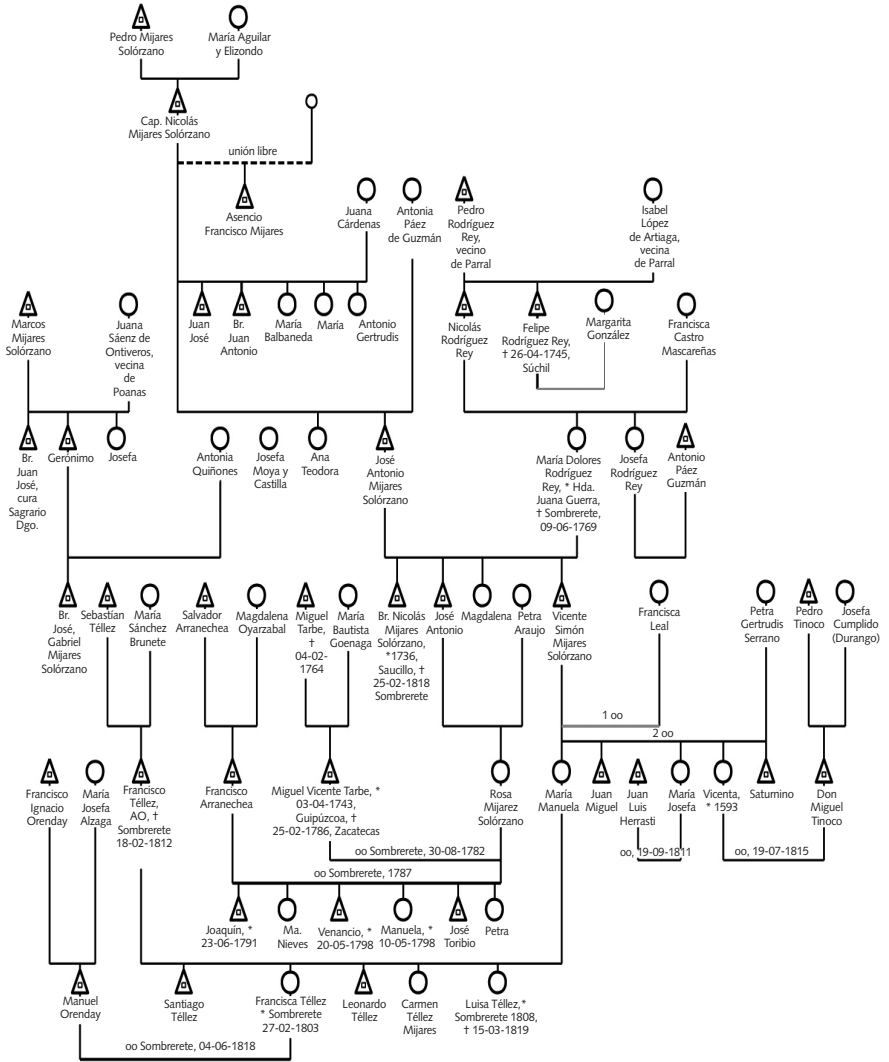 Pedro Mijares
Solórzano
María Aguilar
y Elizondo
Cap. Nicolás
Mijares Solórzano
unión libre
Asencio
Francisco Mijares
Juana
Cárdenas
Antonia
Páez
de Guzmán
Pedro
Rodríguez
Rey,
vecino
de Parral
Isabel
López
de Artiaga,
vecina
de Parral
Marcos
Mijares
Solórzano
Juana
Sáenz de
Ontiveros,
vecina
de
Poanas
Juan
José
Br.
Juan
Antonio
María
Balbaneda
María
Antonio
Gertrudis
Nicolás
Rodríguez
Rey
Felipe
Rodríguez Rey,
† 26-04-1745,
Súchil
Margarita
González
Francisca
Castro
Mascareñas
Br.
Juan
José,
cura
Sagrario
Dgo.
Gerónimo
Josefa
Antonia
Quiñones
Josefa
Moya y
Castilla
Ana
Teodora
José
Antonio
Mijares
Solórzano
María Dolores
Rodríguez
Rey, * Hda.
Juana Guerra,
† Sombrerete,
09-06-1769
Josefa
Rodríguez
Rey
Antonio
Páez
Guzmán
Br.
José,
Gabriel
Mijares
Solórzano
Sebastían
Téllez
María
Sánchez
Brunete
Salvador
Arranechea
Magdalena
Oyarzabal
Miguel
Tarbe,
†
04-02-
1764
María
Bautista
Goenaga
Br. Nicolás
Mijares
Solórzano,
*1736,
Saucillo, †
25-02-1818
Sombrerete
José
Antonio
Magdalena
Petra
Araujo
Vicente
Simón
Mijares
Solórzano
Francisca
Leal
Petra
Gertrudis
Serrano
Pedro
Tinoco
Josefa
Cumplido
(Durango)
1 oo
2 oo
Francisco
Ignacio
Orenday
María
Josefa
Alzaga
Francisco
Téllez,
AO, †
Sombrerete
18-02-1812
Francisco
Arranechea
Miguel Vicente Tarbe, *
03-04-1743,
Guipúzcoa, †
25-02-1786, Zacatecas
Rosa
Mijarez
Solórzano
María
Manuela
Juan
Miguel
Juan
Luis
Herrasti
María
Josefa
Vicenta,
* 1593
Saturnino
Don
Miguel
Tinoco
oo Sombrerete, 30-08-1782
oo, 19-09-1811
oo, 19-07-1815
oo Sombrerete, 1787
Joaquín, *
23-06-1791
Ma.
Nieves
Venancio, *
20-05-1798
Manuela, *
10-05-1798
José
Toribio
Petra
Manuel
Orenday
Santiago
Téllez
Francisca Téllez
* Sombrerete
27-02-1803
Leonardo
Téllez
Carmen
Téllez
Mijares
Luisa Téllez,*
Sombrerete 1808,
† 15-03-1819
oo Sombrerete, 04-06-1818